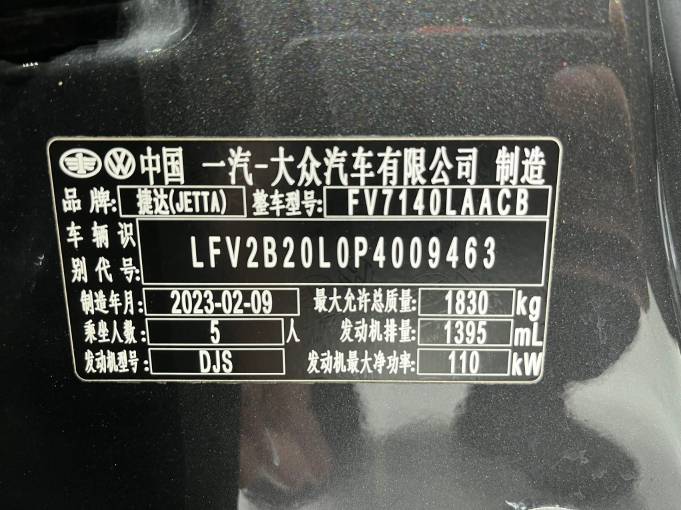 中国 一汽-大众汽车有限公司 制造
品牌: 捷达(JETTA) 整车型号: FV7140LAACB
车辆识别代号: LFV2B20L0P4009463
制造年月: 2023-02-09 最大允许总质量: 1830 kg
乘坐人数: 5 人 发动机排量: 1395 mL
发动机型号: DJS 发动机最大净功率: 110 kW